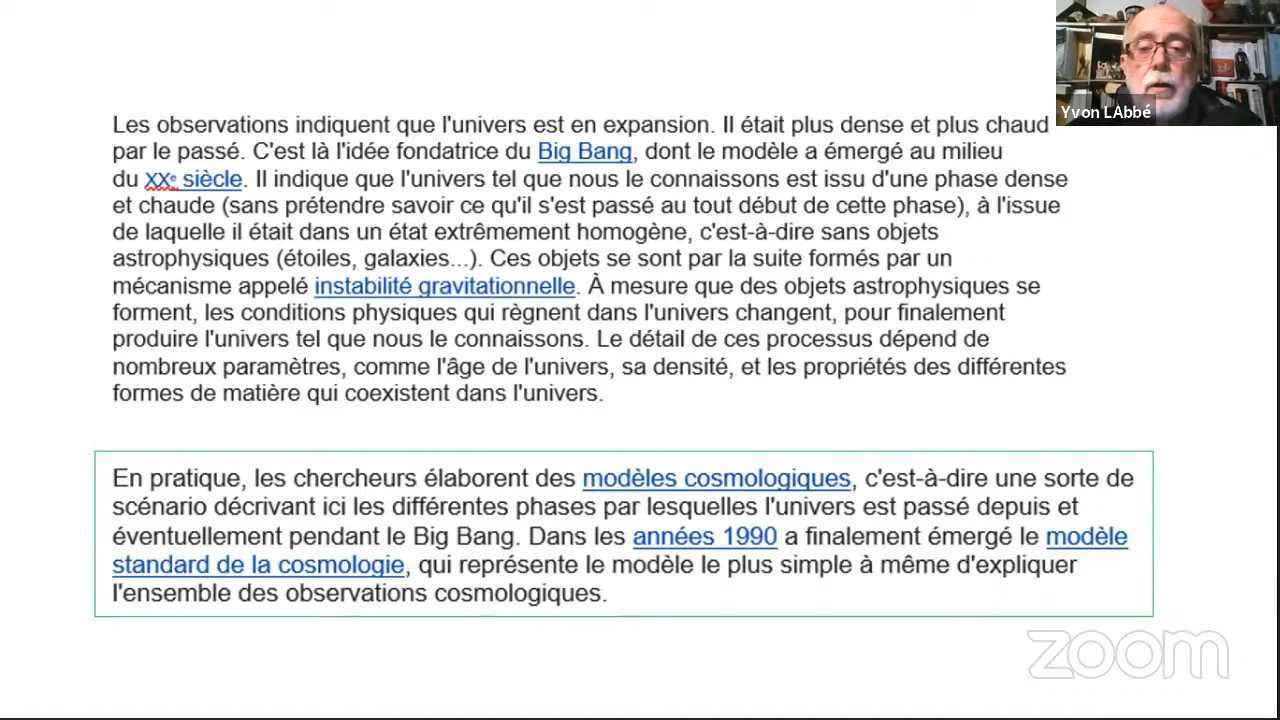 Yvon LAbbé
Les observations indiquent que l'univers est en expansion. Il était plus dense et plus chaud
par le passé. C'est là l'idée fondatrice du Big Bang, dont le modèle a émergé au milieu
du XXe siècle. Il indique que l'univers tel que nous le connaissons est issu d'une phase dense
et chaude (sans prétendre savoir ce qu'il s'est passé au tout début de cette phase), à l'issue
de laquelle il était dans un état extrêmement homogène, c'est-à-dire sans objets
astrophysiques (étoiles, galaxies...). Ces objets se sont par la suite formés par un
mécanisme appelé instabilité gravitationnelle. À mesure que des objets astrophysiques se
forment, les conditions physiques qui règnent dans l'univers changent, pour finalement
produire l'univers tel que nous le connaissons. Le détail de ces processus dépend de
nombreux paramètres, comme l'âge de l'univers, sa densité, et les propriétés des différentes
formes de matière qui coexistent dans l'univers.
En pratique, les chercheurs élaborent des modèles cosmologiques, c'est-à-dire une sorte de
scénario décrivant ici les différentes phases par lesquelles l'univers est passé depuis et
éventuellement pendant le Big Bang. Dans les années 1990 a finalement émergé le modèle
standard de la cosmologie, qui représente le modèle le plus simple à même d'expliquer
l'ensemble des observations cosmologiques.
zoom